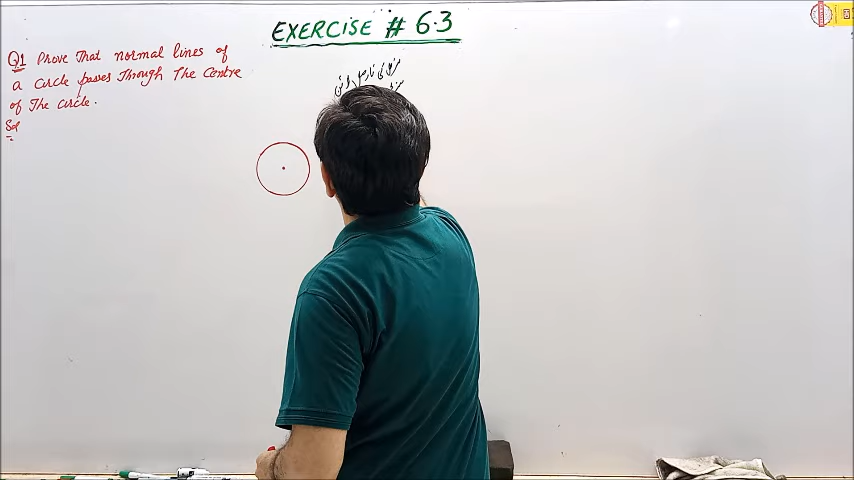 EXERCISE # 6.3
Q1 Prove That normal lines of
a circle passes Through The Centre
of The circle.
Sol